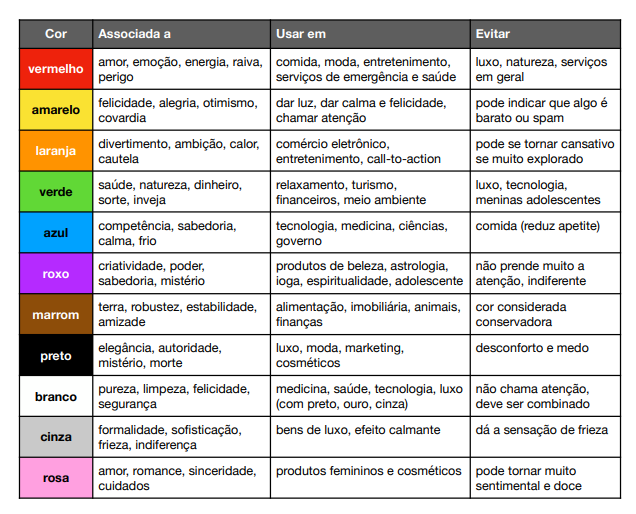 Cor Associada a Usar em Evitar
vermelho
amor, emoção, energia, raiva,
perigo
comida, moda, entretenimento,
serviços de emergência e saúde
luxo, natureza, serviços
em geral
amarelo
felicidade, alegria, otimismo,
covardia
dar luz, dar calma e felicidade,
chamar atenção
pode indicar que algo é
barato ou spam
laranja
divertimento, ambição, calor,
cautela
comércio eletrônico,
entretenimento, call-to-action
pode se tornar cansativo
se muito explorado
verde
saúde, natureza, dinheiro,
sorte, inveja
relaxamento, turismo,
financeiros, meio ambiente
luxo, tecnologia,
meninas adolescentes
azul
competência, sabedoria,
calma, frio
tecnologia, medicina, ciências,
governo
comida (reduz apetite)
roxo
criatividade, poder,
sabedoria, mistério
produtos de beleza, astrologia,
ioga, espiritualidade, adolescente
não prende muito a
atenção, indiferente
marrom
terra, robustez, estabilidade,
amizade
alimentação, imobiliária, animais,
finanças
cor considerada
conservadora
preto
elegância, autoridade,
mistério, morte
luxo, moda, marketing,
cosméticos
desconforto e medo
branco
pureza, limpeza, felicidade,
segurança
medicina, saúde, tecnologia, luxo
(com preto, ouro, cinza)
não chama atenção,
deve ser combinado
cinza
formalidade, sofisticação,
frieza, indiferença
bens de luxo, efeito calmante
dá a sensação de frieza
rosa
amor, romance, sinceridade,
cuidados
produtos femininos e cosméticos
pode tornar muito
sentimental e doce